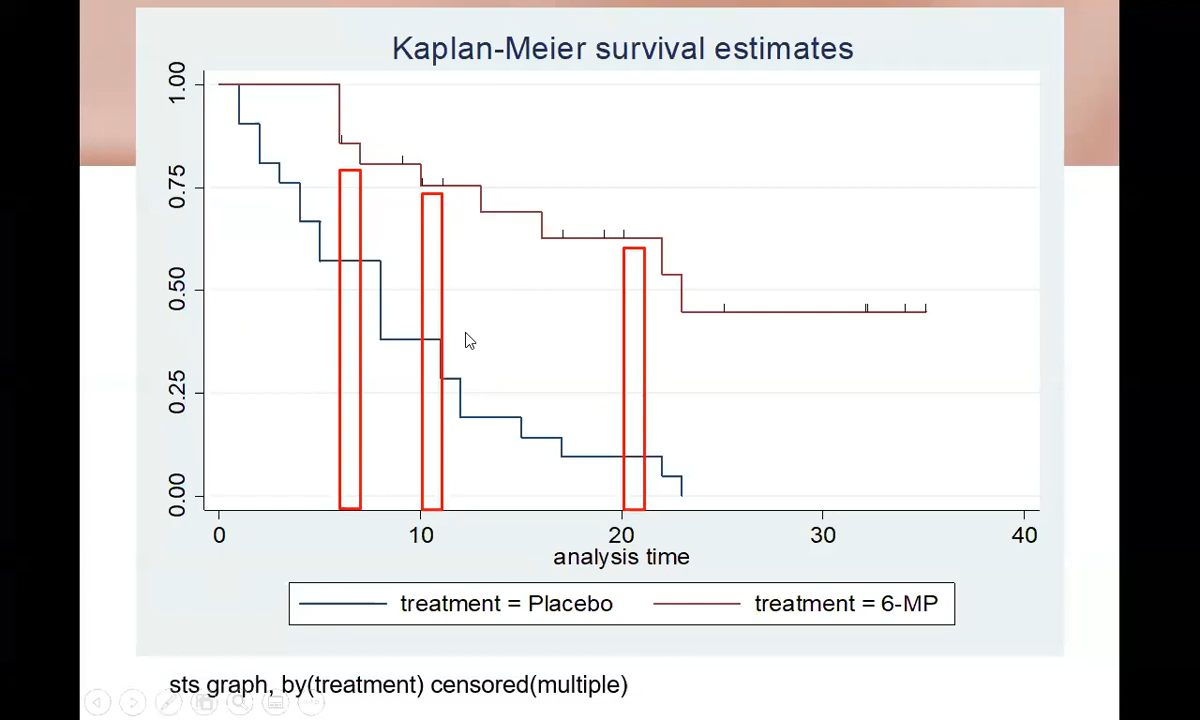 Kaplan-Meier survival estimates
1.00
0.75
0.50
0.25
0.00
0 10 20 30 40
analysis time
treatment = Placebo treatment = 6-MP
sts graph, by(treatment) censored(multiple)